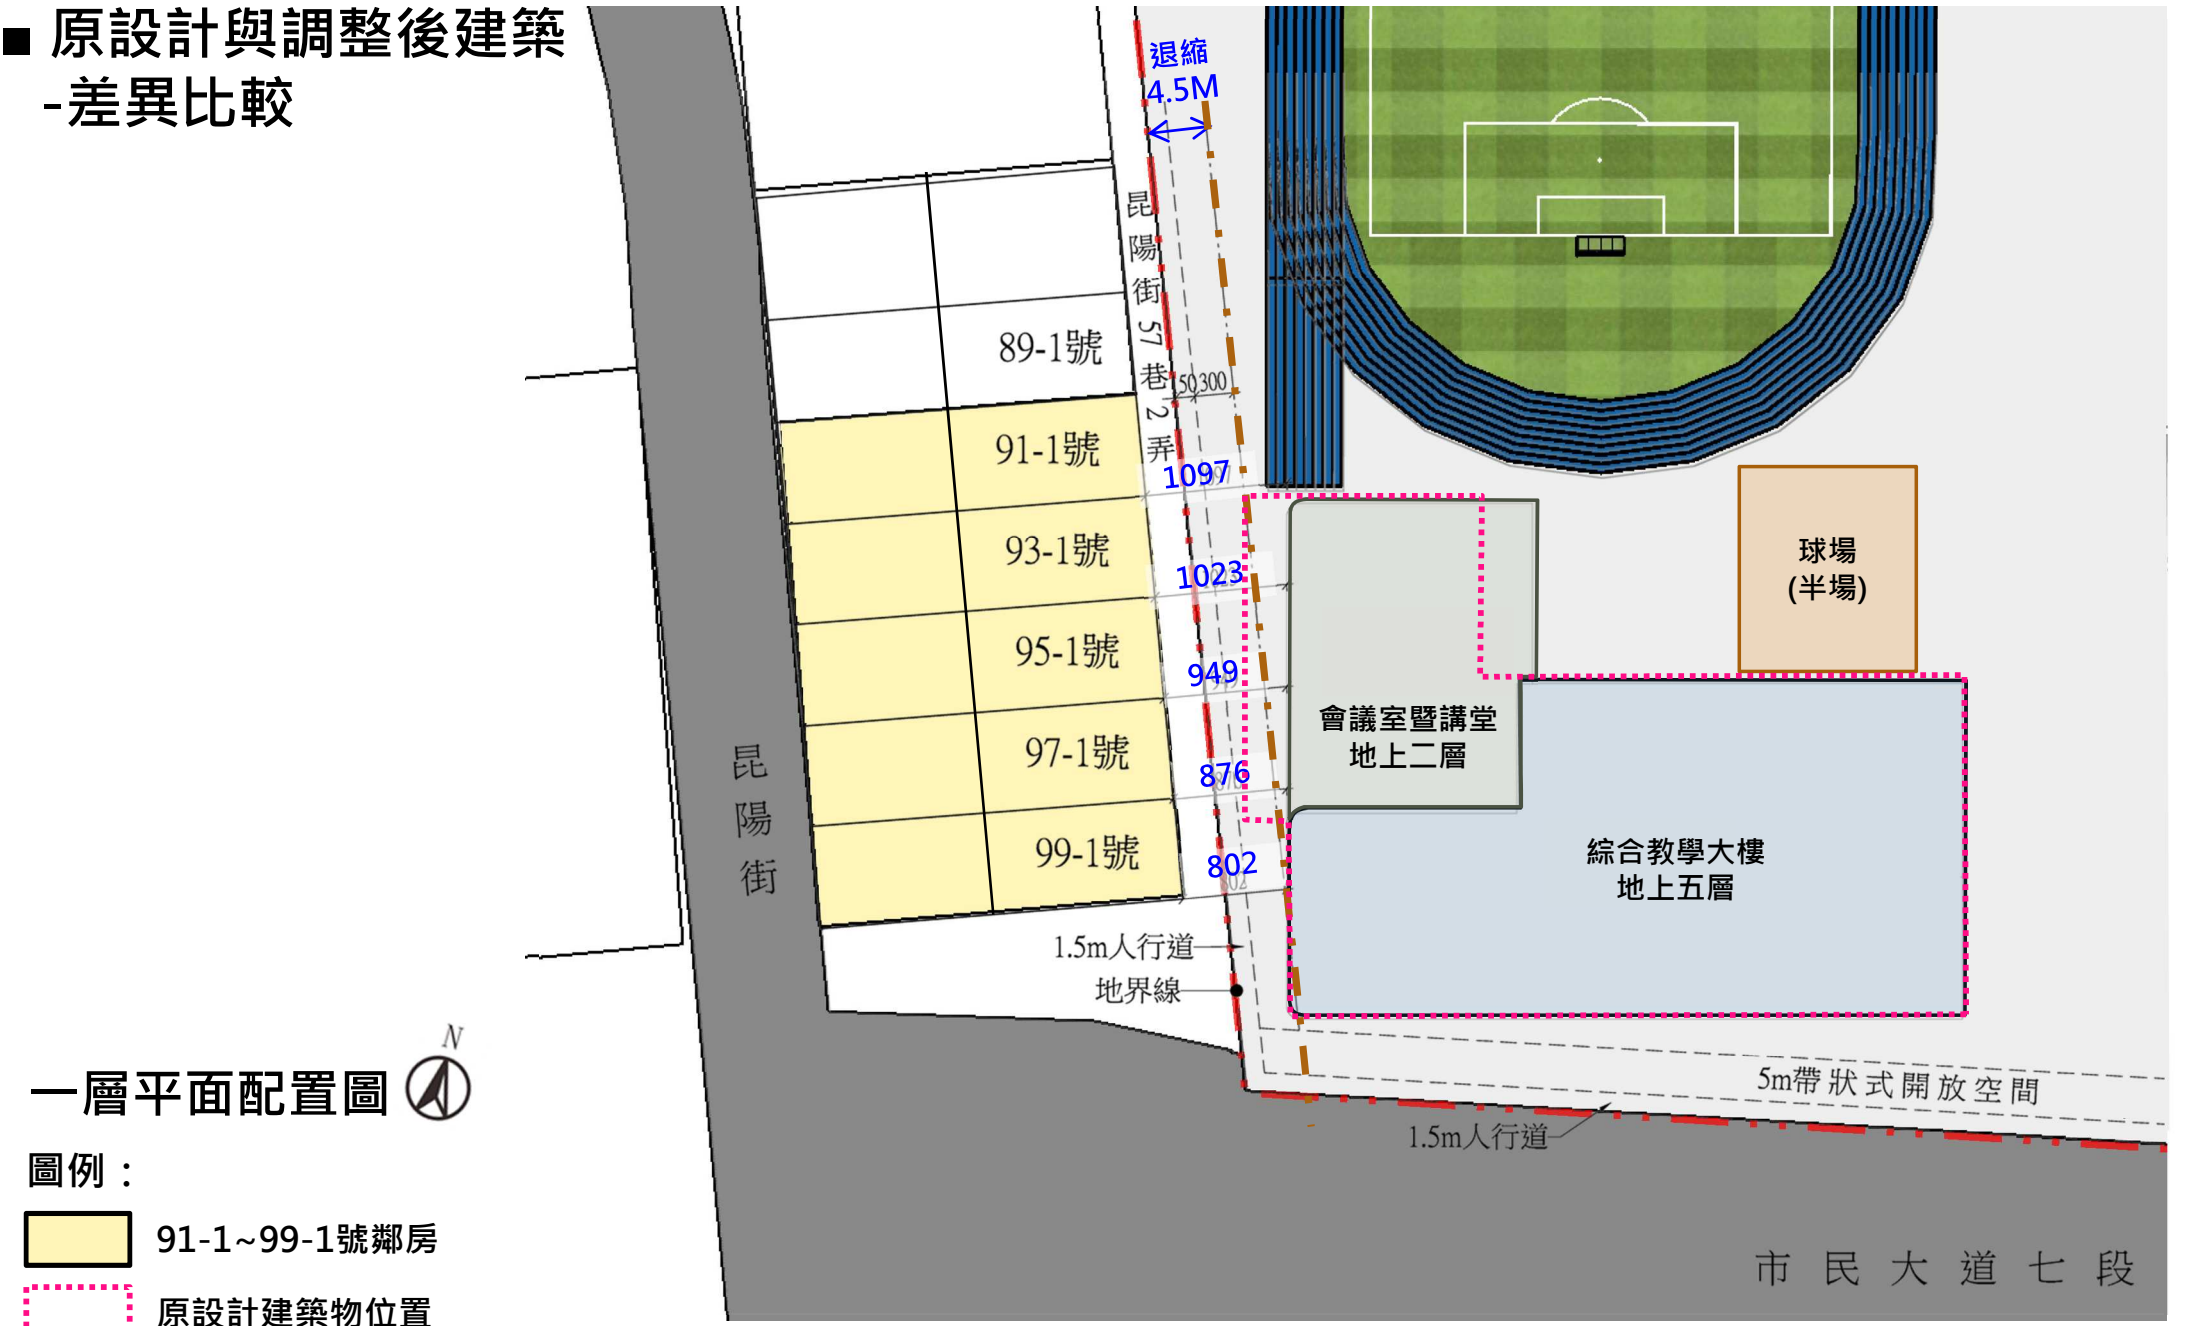 ■ 原設計與調整後建築
-差異比較
退縮
4.5M
昆陽街57巷2弄
89-1號
50 300
91-1號
1097
93-1號
1023
95-1號
949
97-1號
876
99-1號
802
球場
(半場)
會議室暨講堂
地上二層
綜合教學大樓
地上五層
昆陽街
1.5m人行道
地界線
5m帶狀式開放空間
1.5m人行道
市民大道七段
N
一層平面配置圖
圖例：
91-1~99-1號鄰房
原設計建築物位置